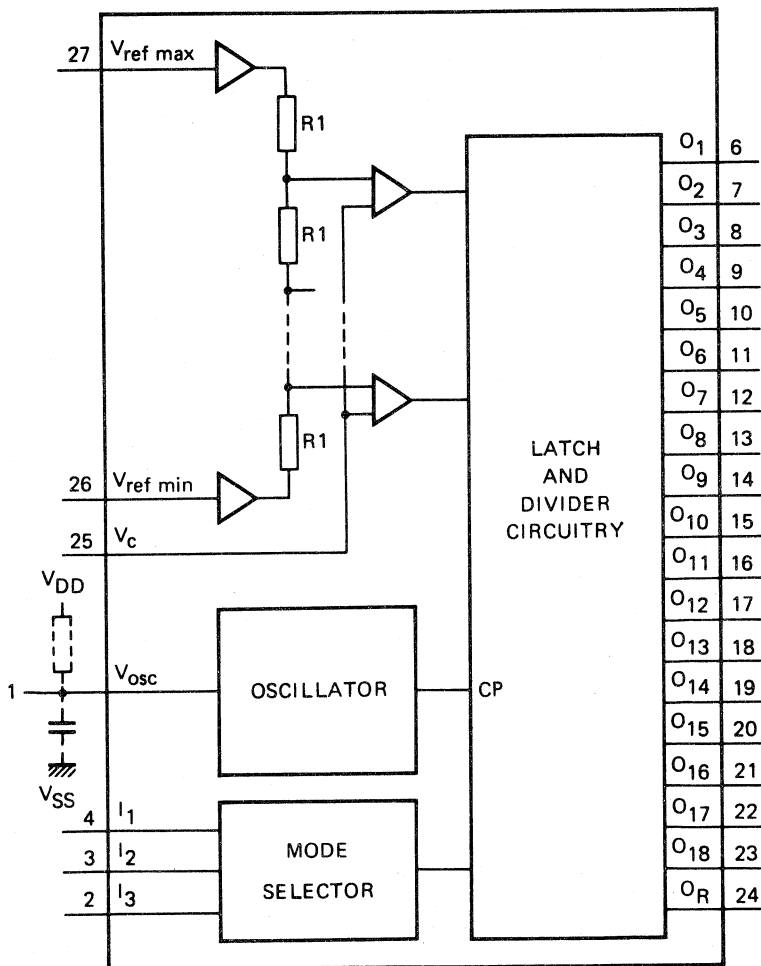 27 Vref max
R1
R1
R1
26 Vref min
25 Vc
VDD
1 Vosc
VSS
4 I1
3 I2
2 I3
OSCILLATOR
MODE
SELECTOR
CP
LATCH
AND
DIVIDER
CIRCUITRY
O1 6
O2 7
O3 8
O4 9
O5 10
O6 11
O7 12
O8 13
O9 14
O10 15
O11 16
O12 17
O13 18
O14 19
O15 20
O16 21
O17 22
O18 23
OR 24